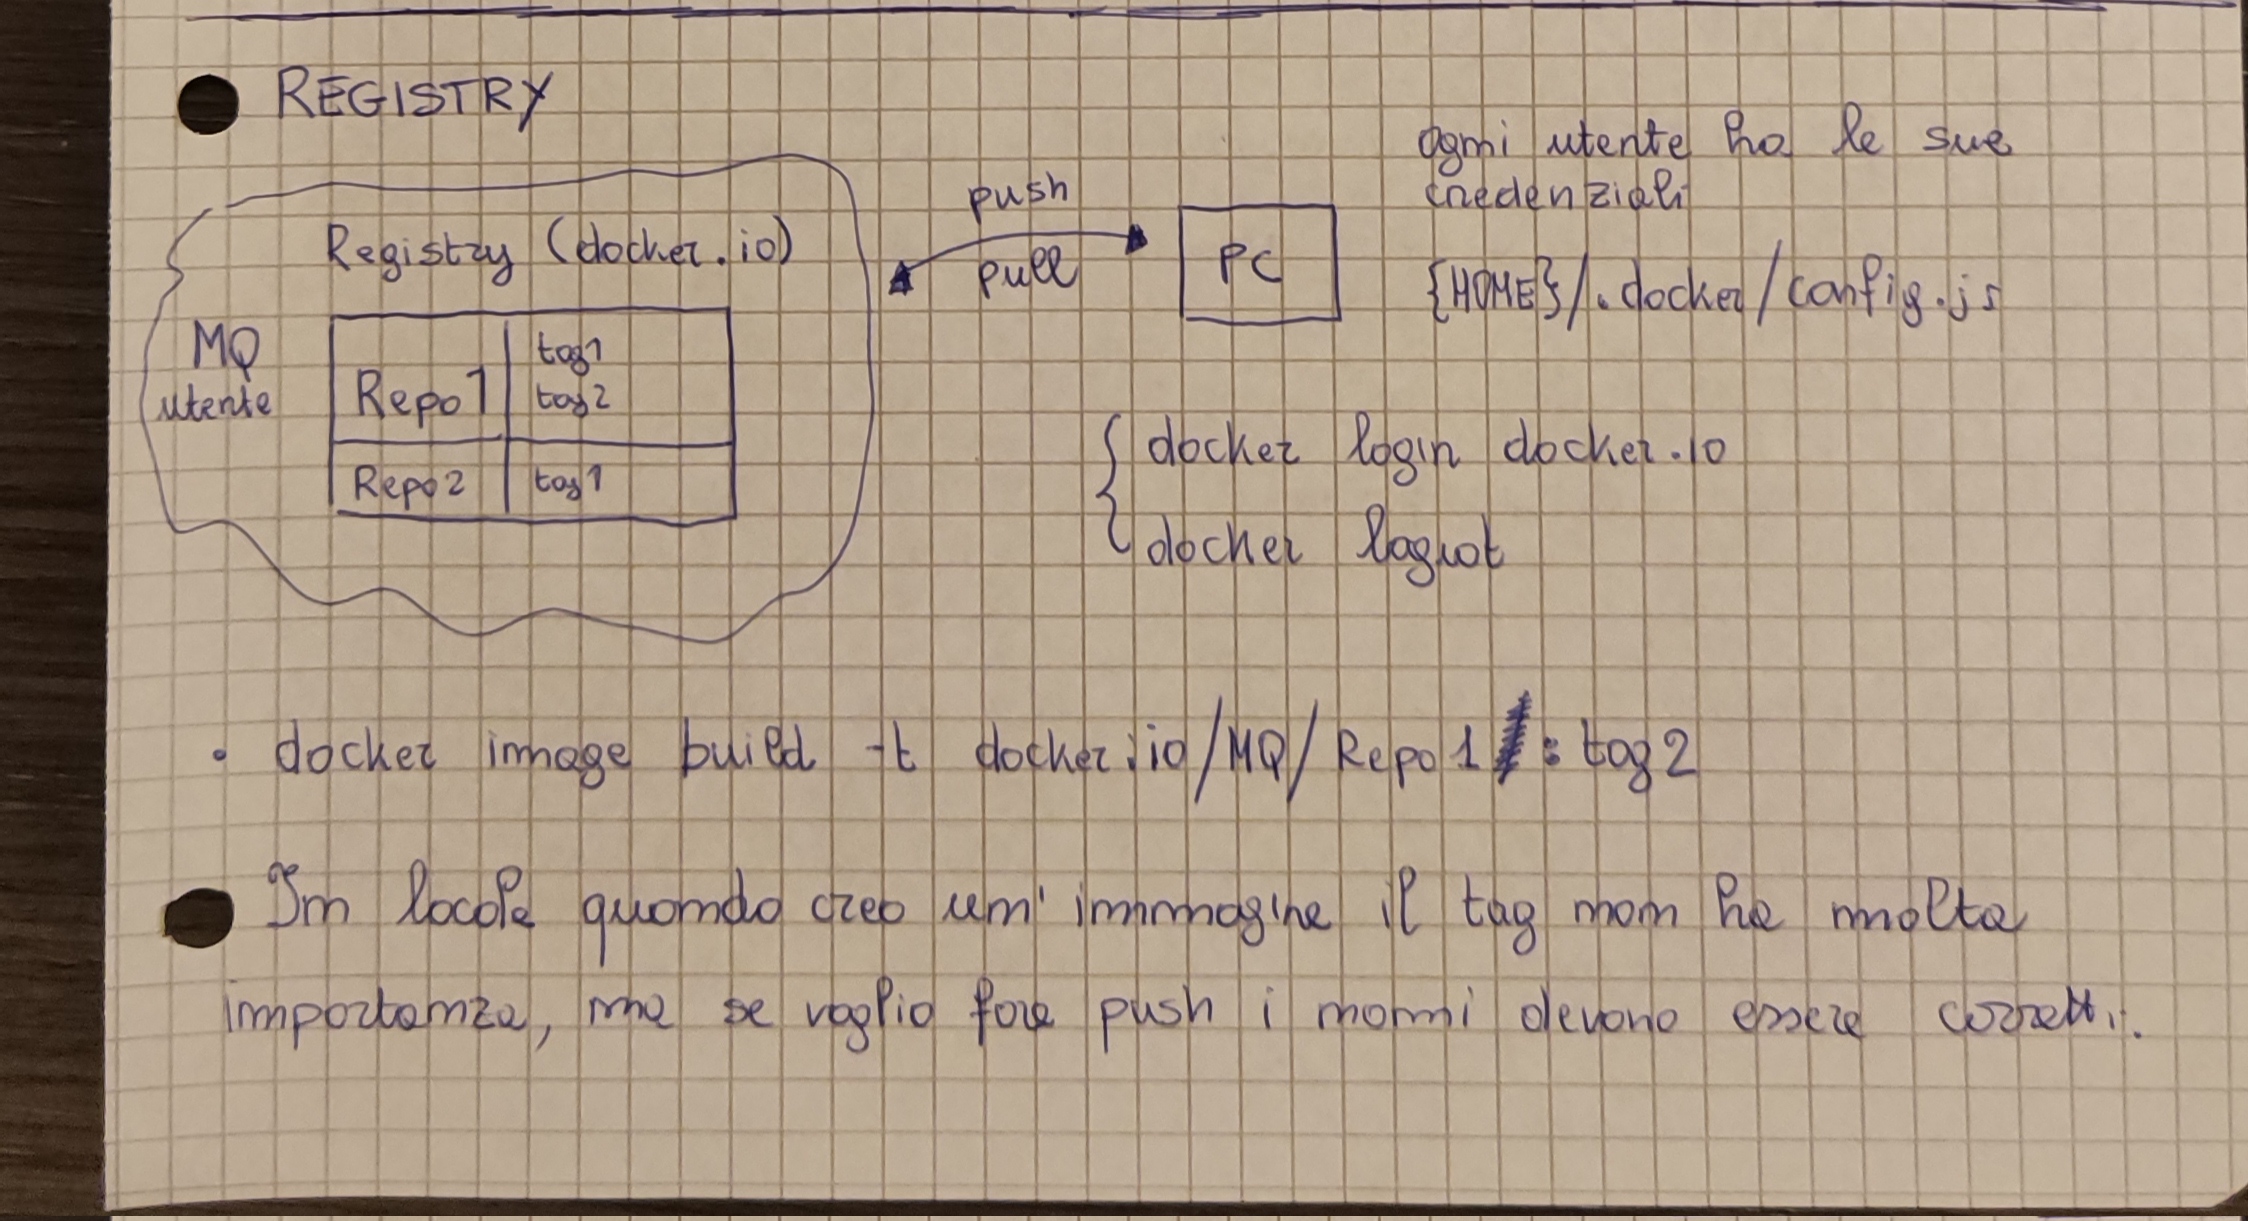 REGISTRY
ogni utente ha le sue
credenziali
{HOME}/.docker/config.js
push
pull
PC
Registry (docker.io)
MQ
utente
Repo1
tag1
tag2
Repo2
tag1
docker login docker.io
docker loguot
• docker image build -t docker.io/MQ/Repo1:tag2
In locale quando creo un' immagine il tag non ha molta
importanza, ma se voglio fare push i nomi devono essere corretti.